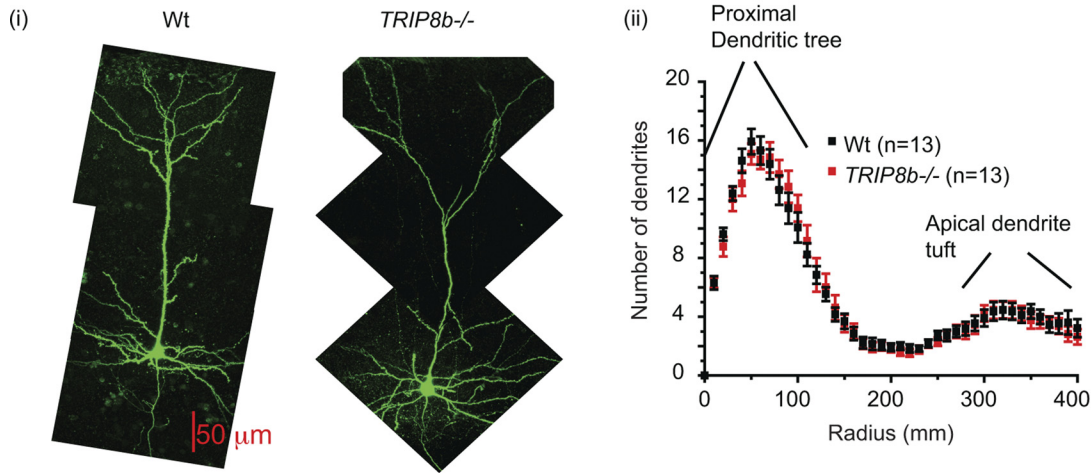 (i)
Wt
TRIP8b-/-
50 μm
(ii)
Proximal
Dendritic tree
Number of dendrites
20
16
12
8
4
0
Wt (n=13)
TRIP8b-/- (n=13)
Apical dendrite
tuft
0
100
200
300
400
Radius (mm)